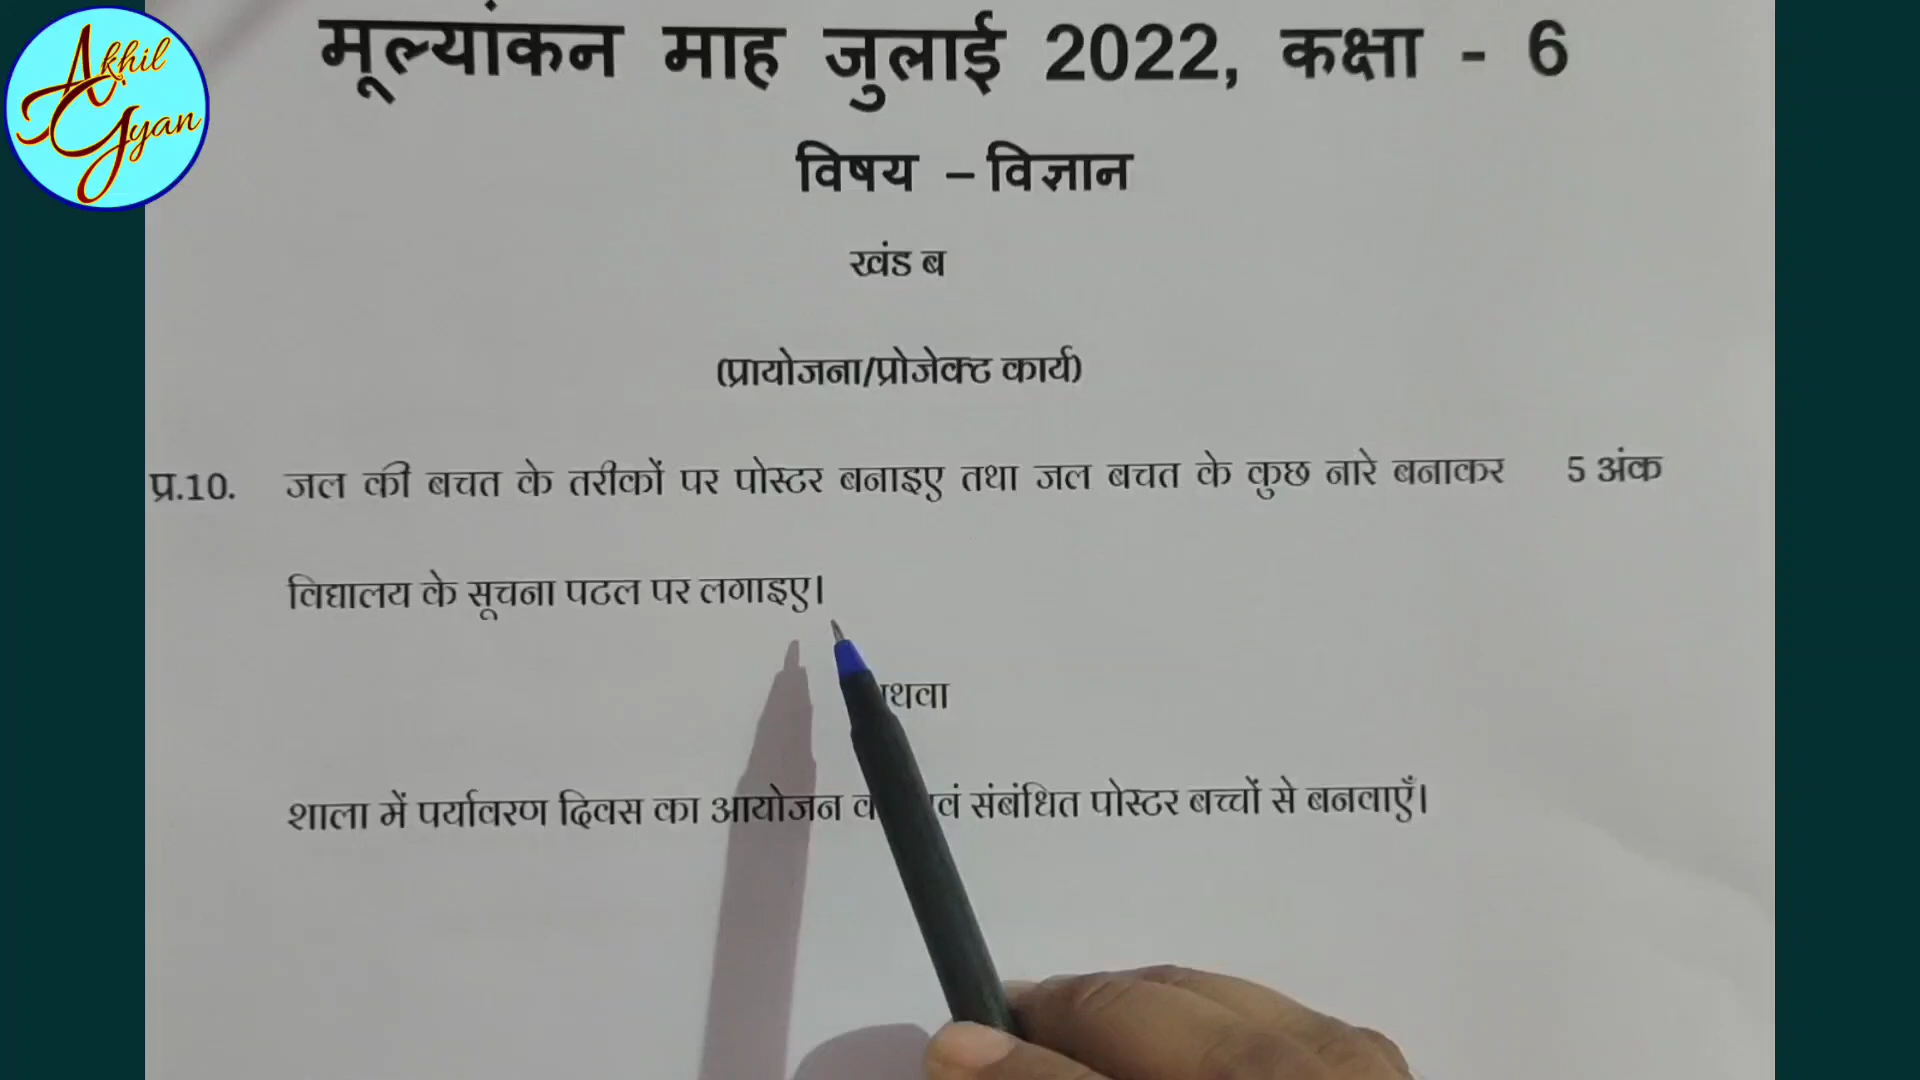 Akhil
Gyan
मूल्यांकन माह जुलाई 2022, कक्षा - 6
विषय – विज्ञान
खंड ब
(प्रायोजना/प्रोजेक्ट कार्य)
प्र.10. जल की बचत के तरीकों पर पोस्टर बनाइए तथा जल बचत के कुछ नारे बनाकर 5 अंक
विद्यालय के सूचना पटल पर लगाइए।
शाला में पर्यावरण दिवस का आयोजन संबंधित पोस्टर बच्चों से बनवाएँ।